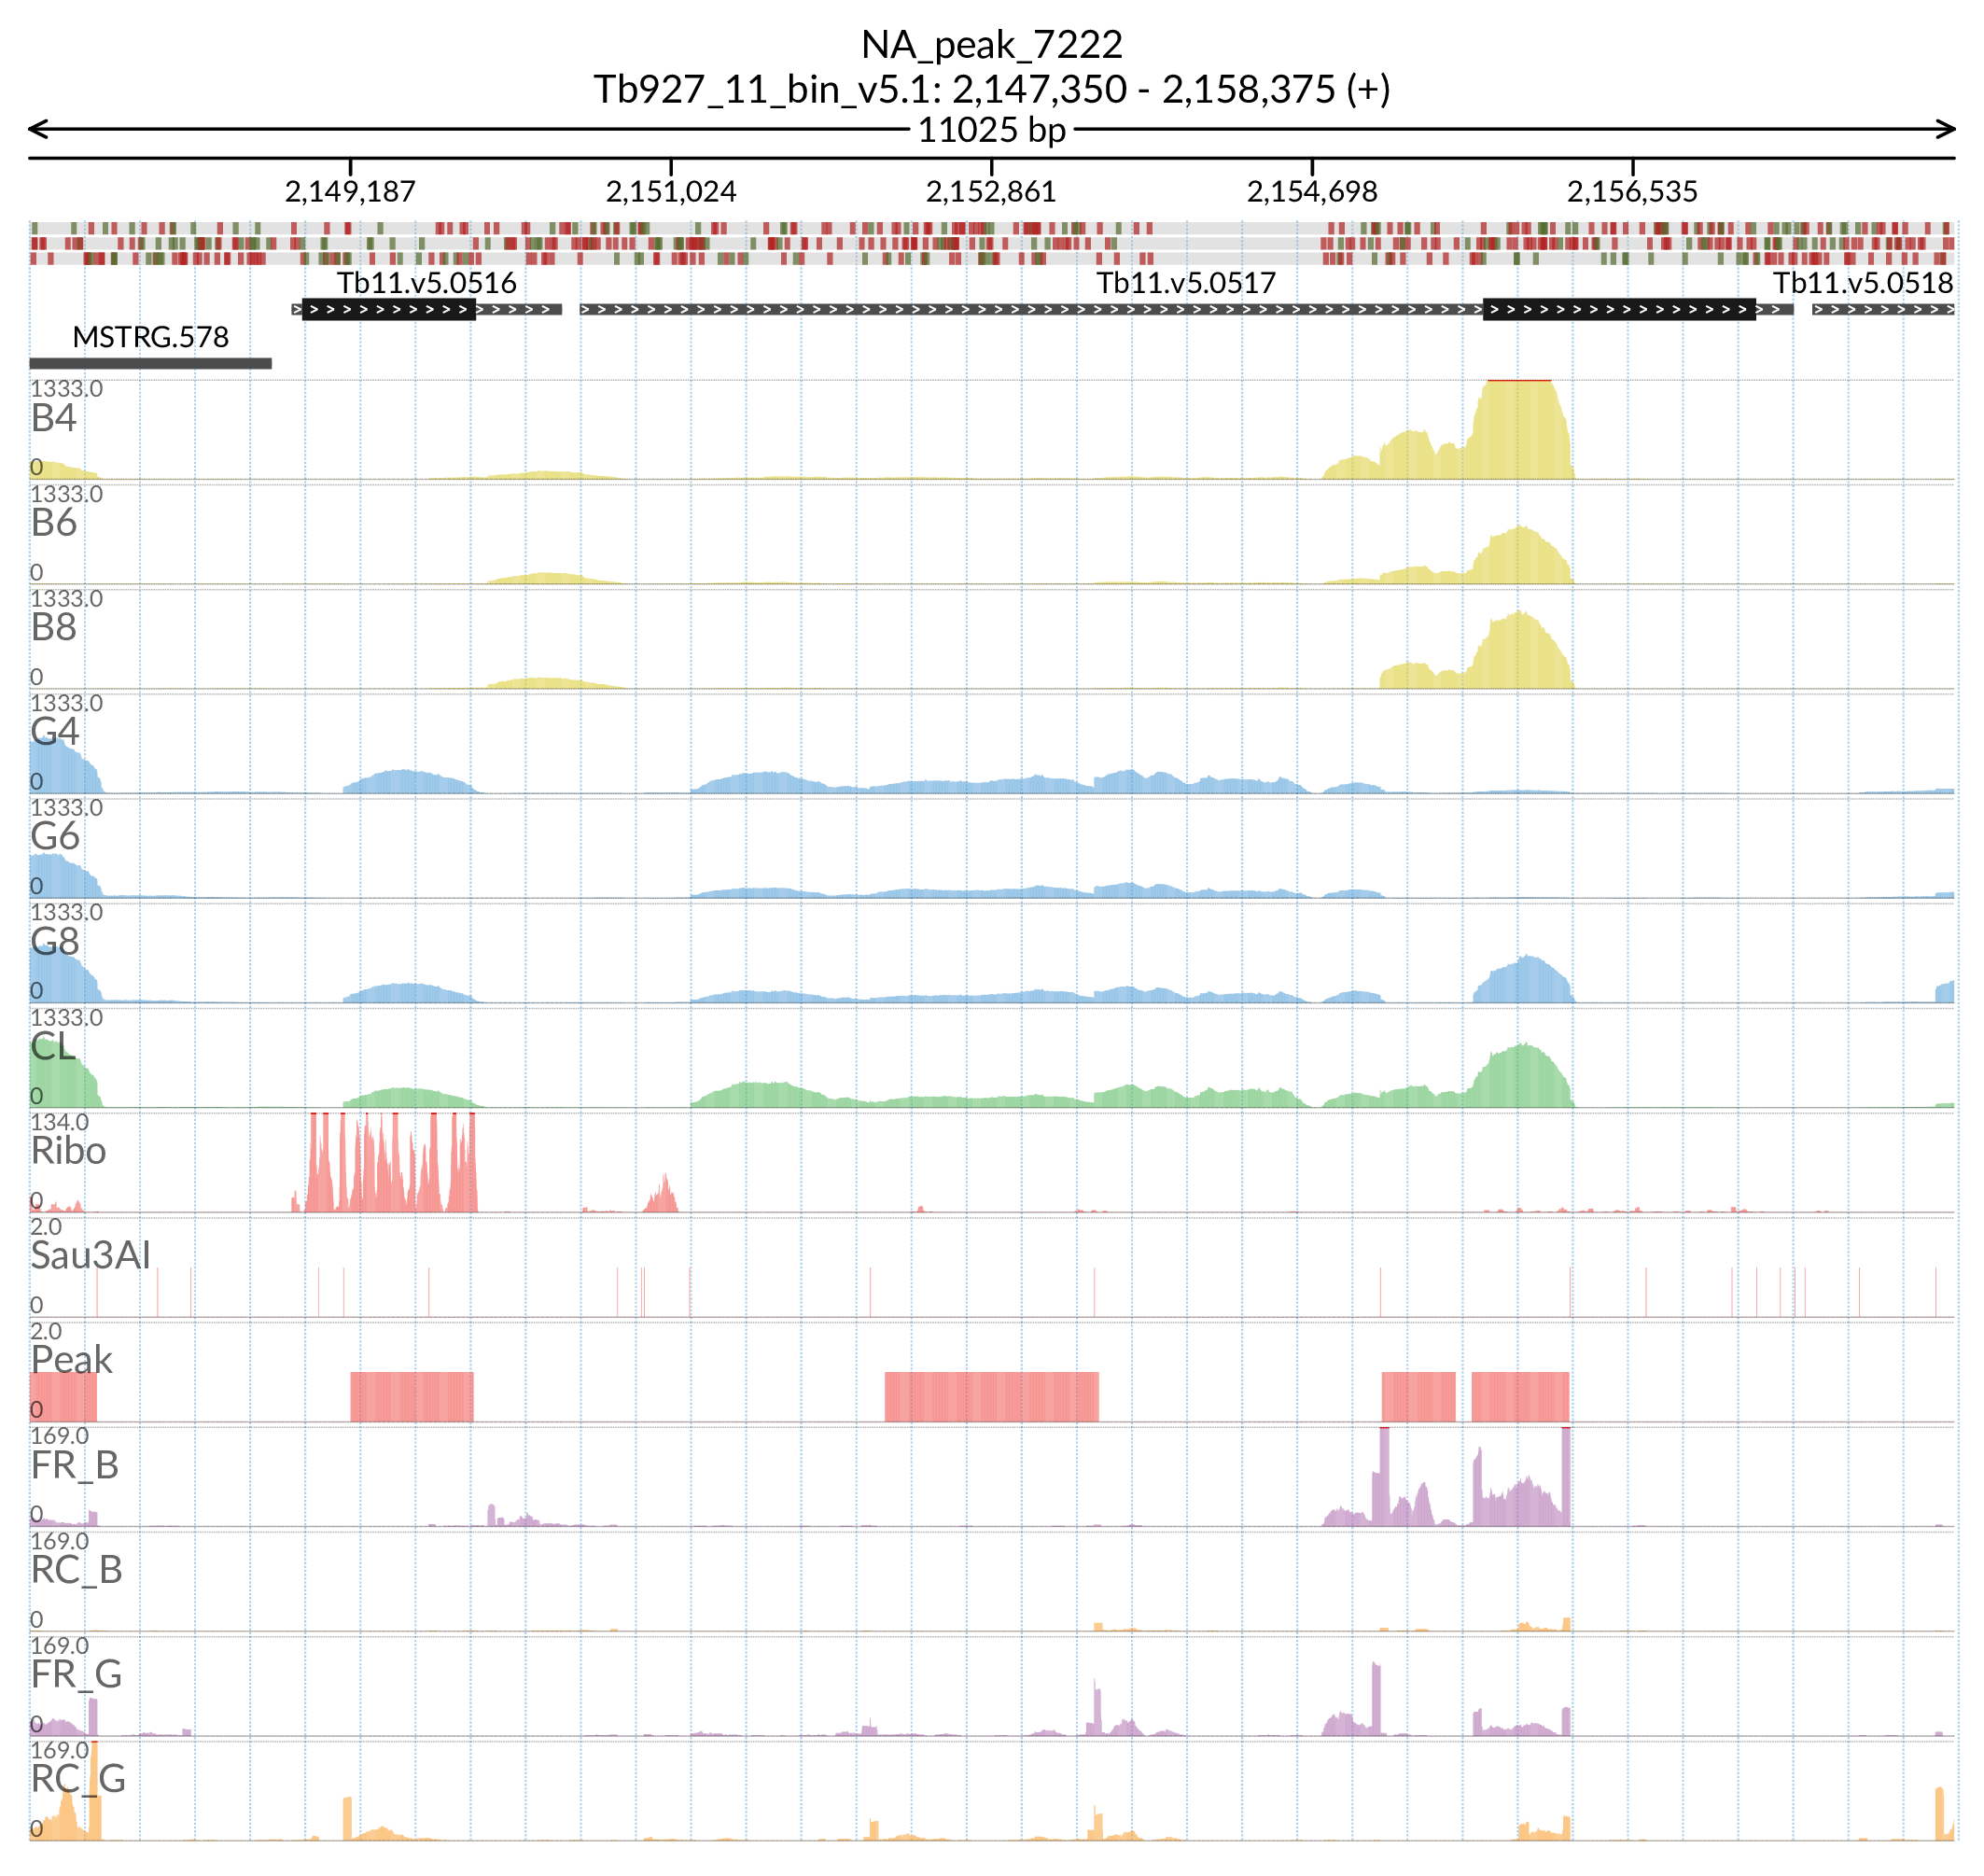 NA_peak_7222
Tb927_11_bin_v5.1: 2,147,350 - 2,158,375 (+)
11025 bp
2,149,187 2,151,024 2,152,861 2,154,698 2,156,535
Tb11.v5.0516 Tb11.v5.0517 Tb11.v5.0518
MSTRG.578
1333.0
B4
0
1333.0
B6
0
1333.0
B8
0
1333.0
G4
0
1333.0
G6
0
1333.0
G8
0
1333.0
CL
0
134.0
Ribo
0
2.0
Sau3AI
0
2.0
Peak
0
169.0
FR_B
0
169.0
RC_B
0
169.0
FR_G
0
169.0
RC_G
0